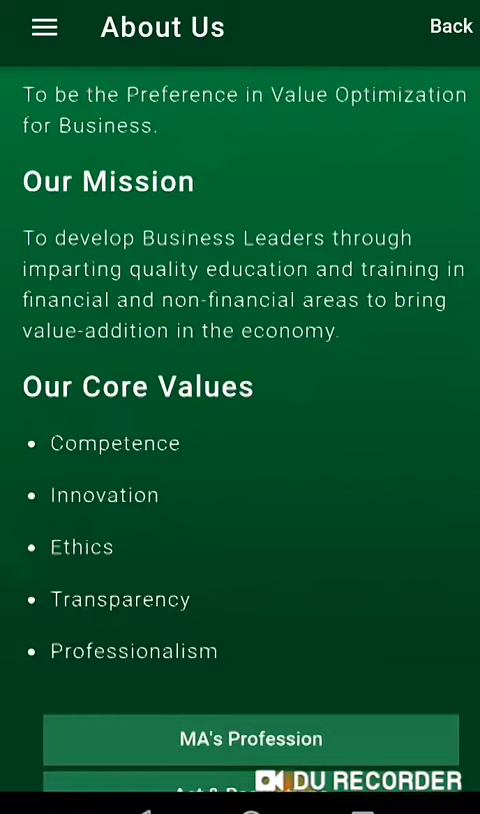 About Us
Back
To be the Preference in Value Optimization
for Business.
Our Mission
To develop Business Leaders through
imparting quality education and training in
financial and non-financial areas to bring
value-addition in the economy.
Our Core Values
• Competence
• Innovation
• Ethics
• Transparency
• Professionalism
MA's Profession
DU RECORDER